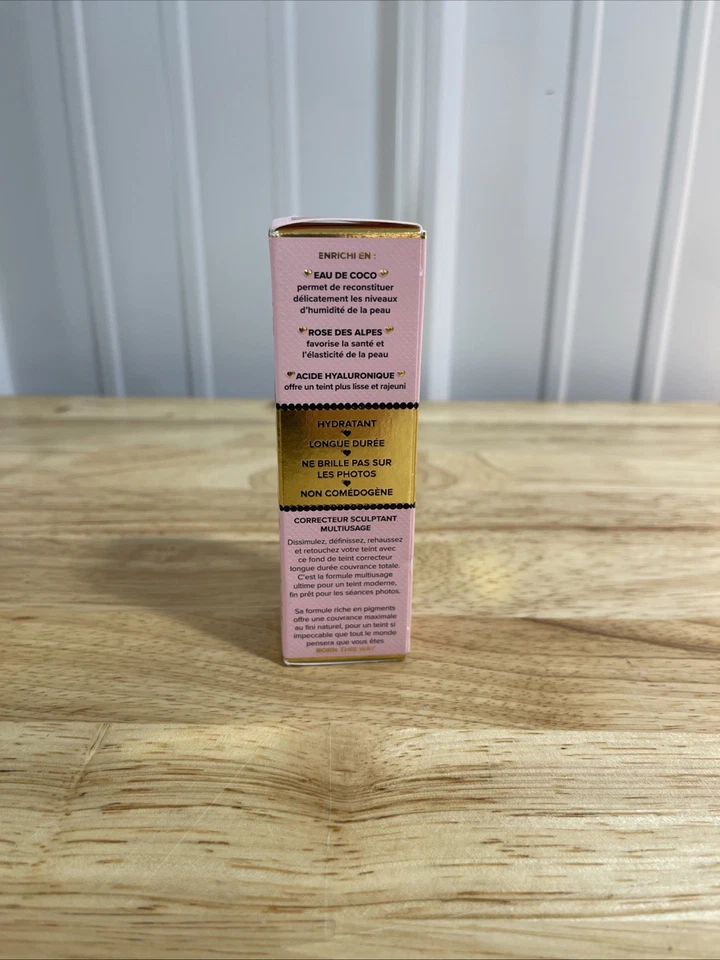 ENRICHI EN :
EAU DE COCO
permet de reconstituer
délicatement les niveaux
d'humidité de la peau
ROSE DES ALPES
favorise la santé et
l'élasticité de la peau
ACIDE HYALURONIQUE
offre un teint plus lisse et rajeuni
HYDRATANT
LONGUE DURÉE
NE BRILLE PAS SUR
LES PHOTOS
NON COMÉDOGÈNE
CORRECTEUR SCULPTANT
MULTIUSAGE
Dissimulez, définissez, rehaussez
et retouchez votre teint avec
ce fond de teint correcteur
longue durée couvrance totale.
C'est la formule multiusage
ultime pour un teint moderne,
fin prêt pour les séances photos.
Sa formule riche en pigments
offre une couvrance maximale
au fini naturel, pour un teint si
impeccable que tout le monde
pensera que vous êtes
BORN THIS WAY